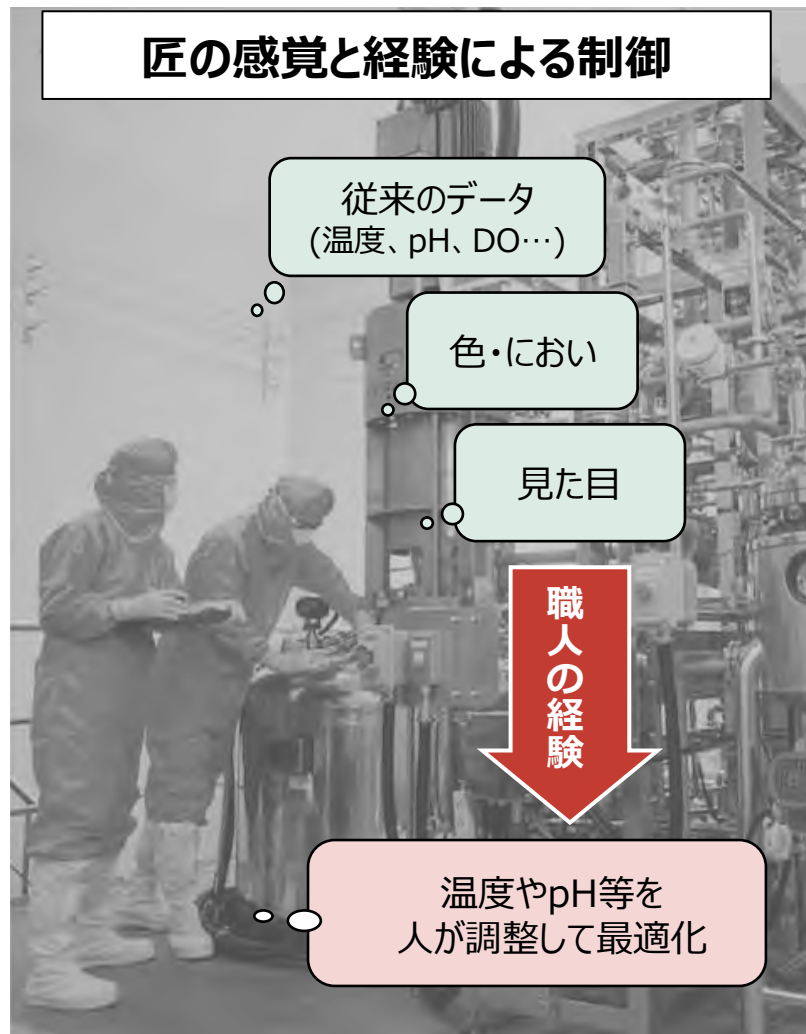 匠の感覚と経験による制御
従来のデータ
(温度、pH、DO…)
色・におい
見た目
職人の経験
温度やpH等を
人が調整して最適化